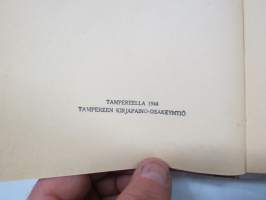 TAMPEREELLA 1948
TAMPEREEN KIRJAPAINO-OSAKEYHTIÖ